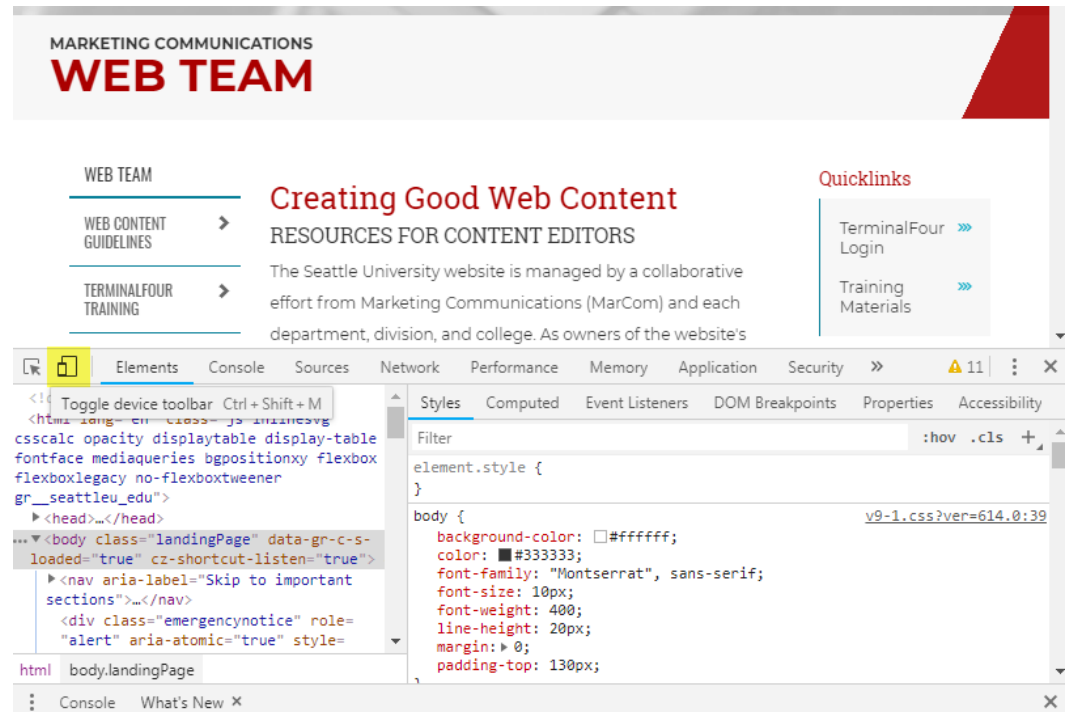 MARKETING COMMUNICATIONS
WEB TEAM
WEB TEAM
WEB CONTENT
GUIDELINES
TERMINALFOUR
TRAINING
Creating Good Web Content
RESOURCES FOR CONTENT EDITORS
The Seattle University website is managed by a collaborative
effort from Marketing Communications (MarCom) and each
department, division, and college. As owners of the website's
Quicklinks
TerminalFour
Login
Training
Materials
Elements Console Sources Network Performance Memory Application Security » 11
Toggle device toolbar Ctrl + Shift + M
<html lang="en" class="js inlinesvg
csscalc opacity displaytable display-table
fontface mediaqueries bgpositionxy flexbox
flexboxlegacy no-flexboxtweener
gr__seattleu_edu">
<head>…</head>
<body class="landingPage" data-gr-c-s-
loaded="true" cz-shortcut-listen="true">
<nav aria-label="Skip to important
sections">…</nav>
<div class="emergencynotice" role=
"alert" aria-atomic="true" style=
html body.landingPage
Styles Computed Event Listeners DOM Breakpoints Properties Accessibility
Filter :hov .cls +
element.style {
}
body { v9-1.css?ver=614.0:39
background-color: #ffffff;
color: #333333;
font-family: "Montserrat", sans-serif;
font-size: 10px;
font-weight: 400;
line-height: 20px;
margin: 0;
padding-top: 130px;
Console What's New ×